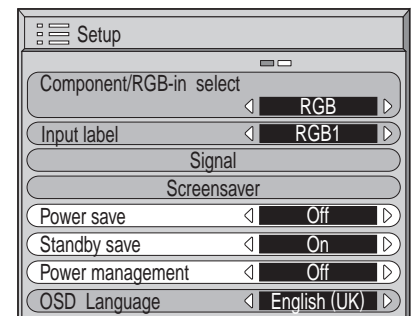 Setup
Component/RGB-in select
RGB
Input label RGB1
Signal
Screensaver
Power save Off
Standby save On
Power management Off
OSD Language English (UK)